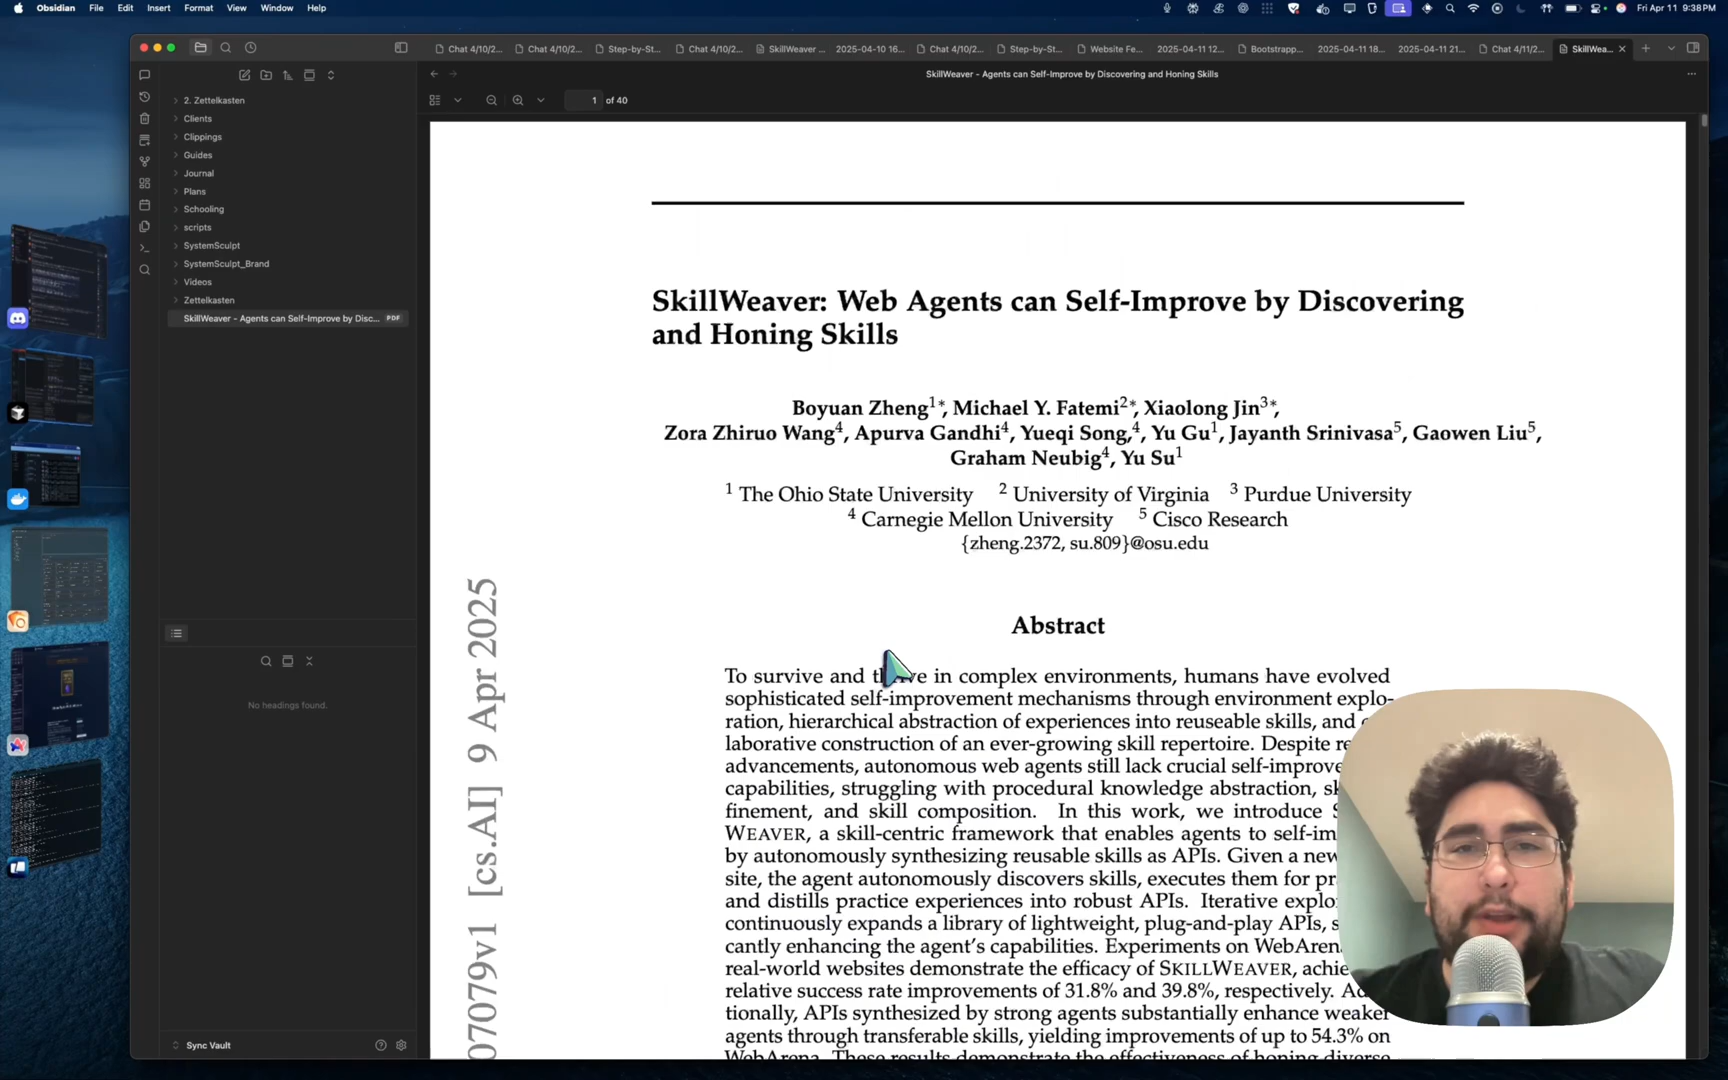 Obsidian File Edit Insert Format View Window Help
Fri Apr 11 9:38 PM
Chat 4/10/2... Chat 4/10/2... Step-by-St... Chat 4/10/2... SkillWeaver ... 2025-04-10 16... Chat 4/10/2... Step-by-St... Website Fe... 2025-04-11 12... Bootstrapp... 2025-04-11 18... 2025-04-11 21... Chat 4/11/2... SkillWea...
SkillWeaver - Agents can Self-Improve by Discovering and Honing Skills
1 of 40
2. Zettelkasten
Clients
Clippings
Guides
Journal
Plans
Schooling
scripts
SystemSculpt
SystemSculpt_Brand
Videos
Zettelkasten
SkillWeaver - Agents can Self-Improve by Disc... PDF
No headings found.
Sync Vault
SkillWeaver: Web Agents can Self-Improve by Discovering
and Honing Skills
Boyuan Zheng1*, Michael Y. Fatemi2*, Xiaolong Jin3*,
Zora Zhiruo Wang4, Apurva Gandhi4, Yueqi Song,4, Yu Gu1, Jayanth Srinivasa5, Gaowen Liu5,
Graham Neubig4, Yu Su1
1 The Ohio State University 2 University of Virginia 3 Purdue University
4 Carnegie Mellon University 5 Cisco Research
{zheng.2372, su.809}@osu.edu
07079v1 [cs.AI] 9 Apr 2025
Abstract
To survive and thrive in complex environments, humans have evolved
sophisticated self-improvement mechanisms through environment explo-
ration, hierarchical abstraction of experiences into reuseable skills, and
laborative construction of an ever-growing skill repertoire. Despite
advancements, autonomous web agents still lack crucial self-improve
capabilities, struggling with procedural knowledge abstraction,
finement, and skill composition. In this work, we introduce
WEAVER, a skill-centric framework that enables agents to self-im
by autonomously synthesizing reusable skills as APIs. Given a new
site, the agent autonomously discovers skills, executes them for
and distills practice experiences into robust APIs. Iterative explo
continuously expands a library of lightweight, plug-and-play APIs,
cantly enhancing the agent's capabilities. Experiments on WebAren
real-world websites demonstrate the efficacy of SKILLWEAVER, achie
relative success rate improvements of 31.8% and 39.8%, respectively.
tionally, APIs synthesized by strong agents substantially enhance weaker
agents through transferable skills, yielding improvements of up to 54.3% on
WebArena. These results demonstrate the effectiveness of honing diverse